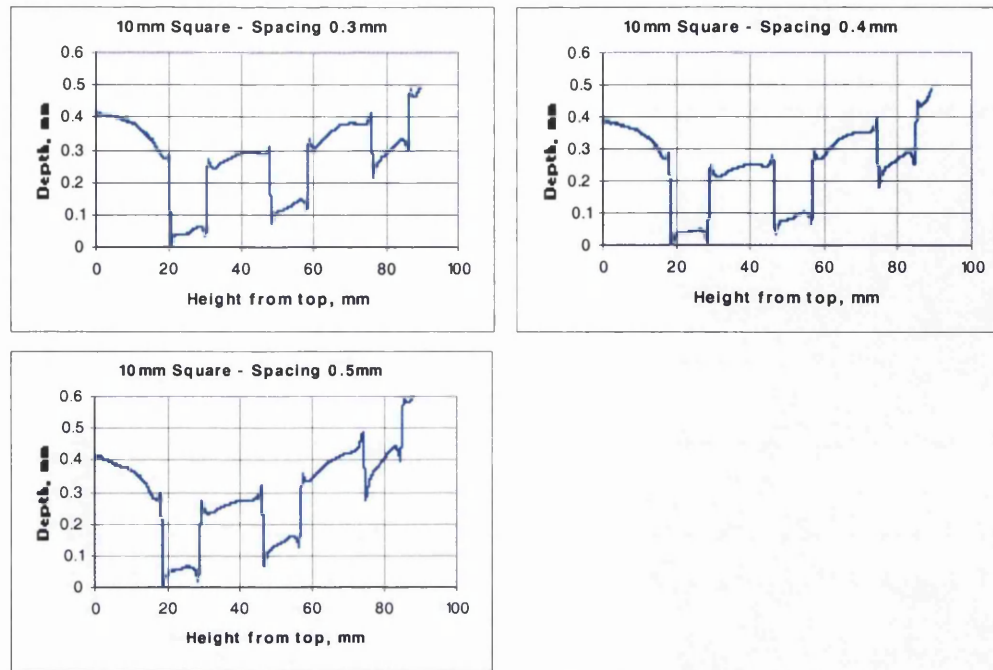 10mm Square - Spacing 0.3mm
0.6
0.5
0.4
0.3
0.2
0.1
0
Depth, mm
0 20 40 60 80 100
Height from top, mm
10mm Square - Spacing 0.4mm
0.6
0.5
0.4
0.3
0.2
0.1
0
Depth, mm
0 20 40 60 80 100
Height from top, mm
10mm Square - Spacing 0.5mm
0.6
0.5
0.4
0.3
0.2
0.1
0
Depth, mm
0 20 40 60 80 100
Height from top, mm